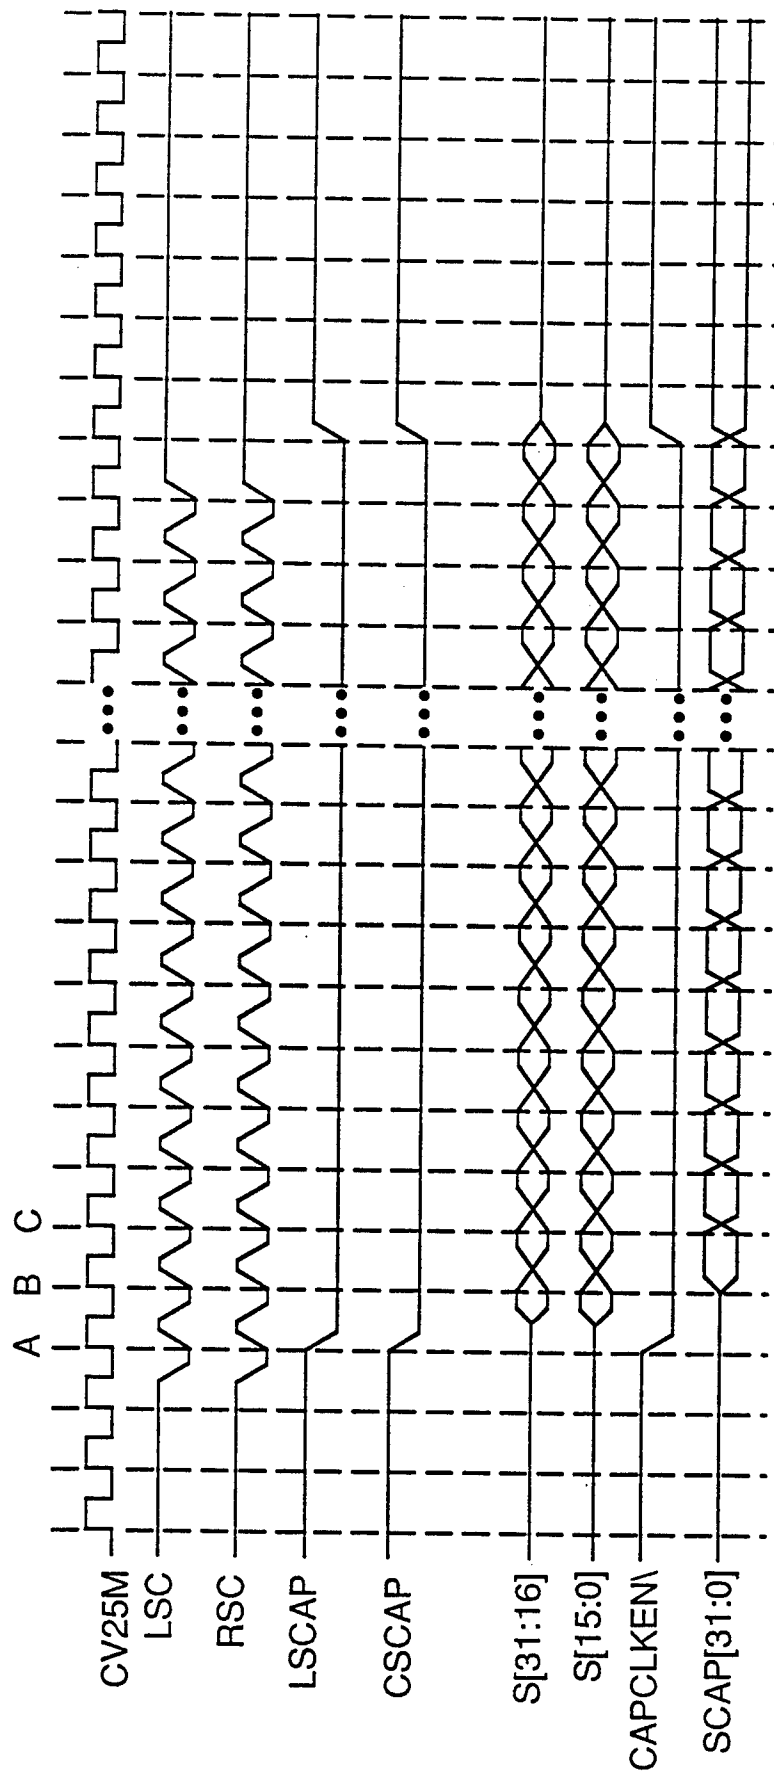 A
B
C
CV25M
LSC
RSC
LSCAP
CSCAP
S[31:16]
S[15:0]
CAPCLKEN\
SCAP[31:0]